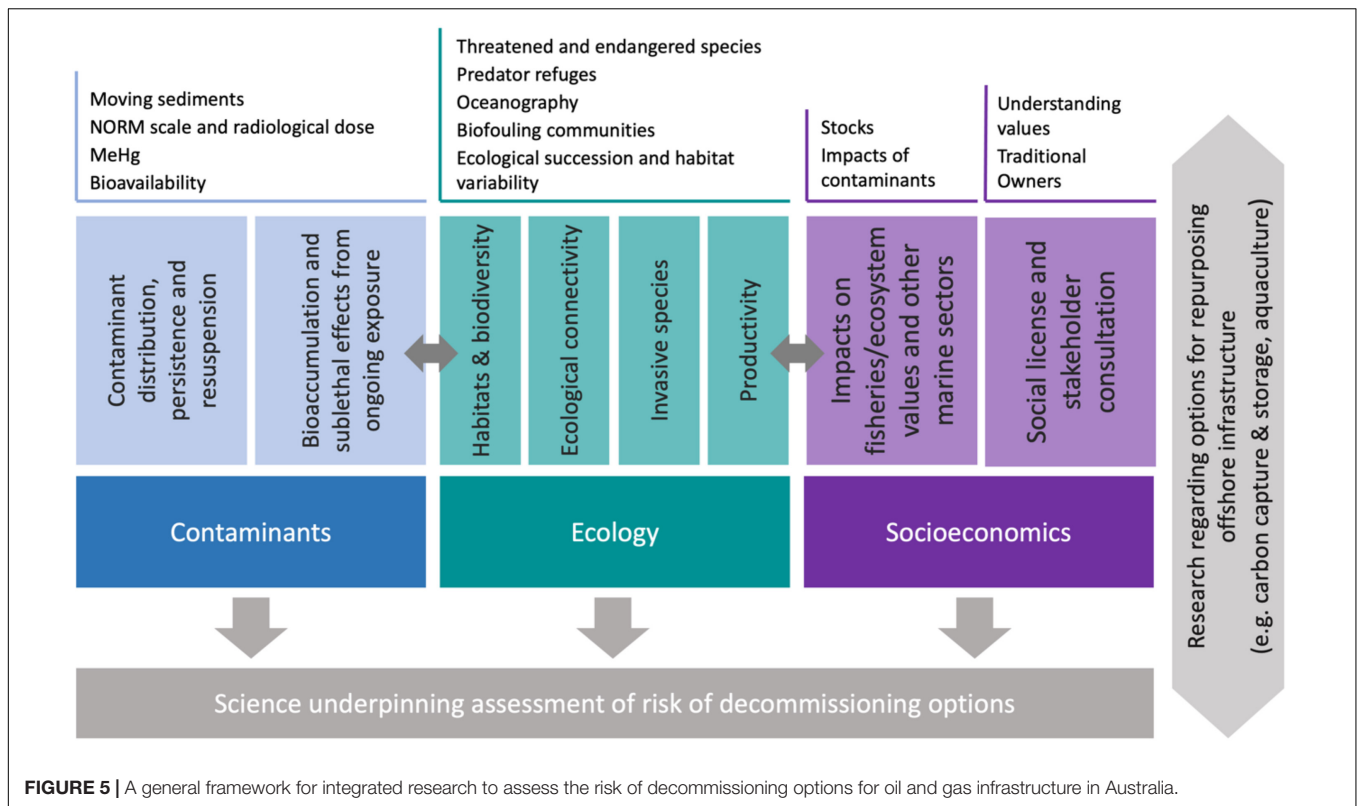 Moving sediments
NORM scale and radiological dose
MeHg
Bioavailability
Threatened and endangered species
Predator refuges
Oceanography
Biofouling communities
Ecological succession and habitat
variability
Stocks
Impacts of
contaminants
Understanding
values
Traditional
Owners
Contaminant
distribution,
persistence and
resuspension
Bioaccumulation and
sublethal effects from
ongoing exposure
Habitats & biodiversity
Ecological connectivity
Invasive species
Productivity
Impacts on
fisheries/ecosystem
values and other
marine sectors
Social license and
stakeholder
consultation
Contaminants
Ecology
Socioeconomics
Science underpinning assessment of risk of decommissioning options
Research regarding options for repurposing
offshore infrastructure
(e.g. carbon capture & storage, aquaculture)
FIGURE 5 | A general framework for integrated research to assess the risk of decommissioning options for oil and gas infrastructure in Australia.